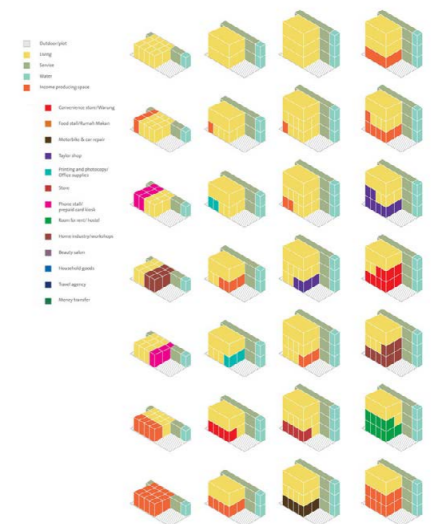 Outdoor/plot
Living
Service
Water
Income producing space
Convenience store/Warung
Food stall/Rumah Makan
Motorbike & car repair
Taylor shop
Printing and photocopy/
Office supplies
Store
Phone stall/
prepaid card kiosk
Room for rent/ hostel
Home industry/workshops
Beauty salon
Household goods
Travel agency
Money transfer